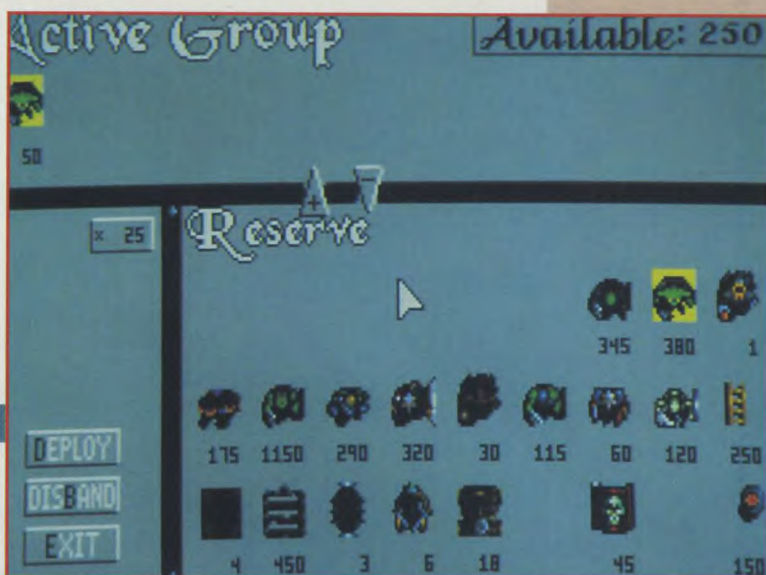 Active Group
Available: 250
50
+ -
x 25
Reserve
345 380 1
175 1150 290 320 30 115 60 120 250
DEPLOY
DISBAND
EXIT
4 450 3 6 18 45 150